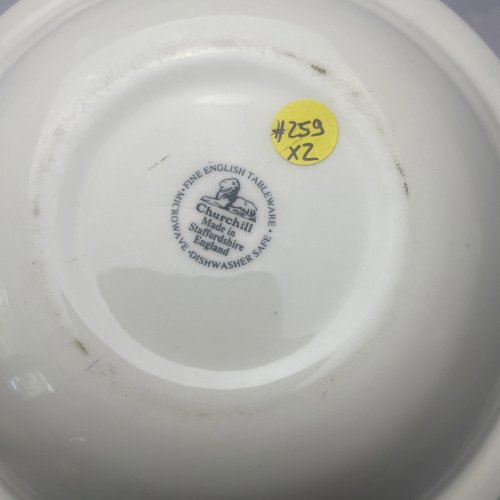 #259
X2
•FINE ENGLISH TABLEWARE•
MICROWAVE•DISHWASHER SAFE
Churchill
Made in
Staffordshire
England